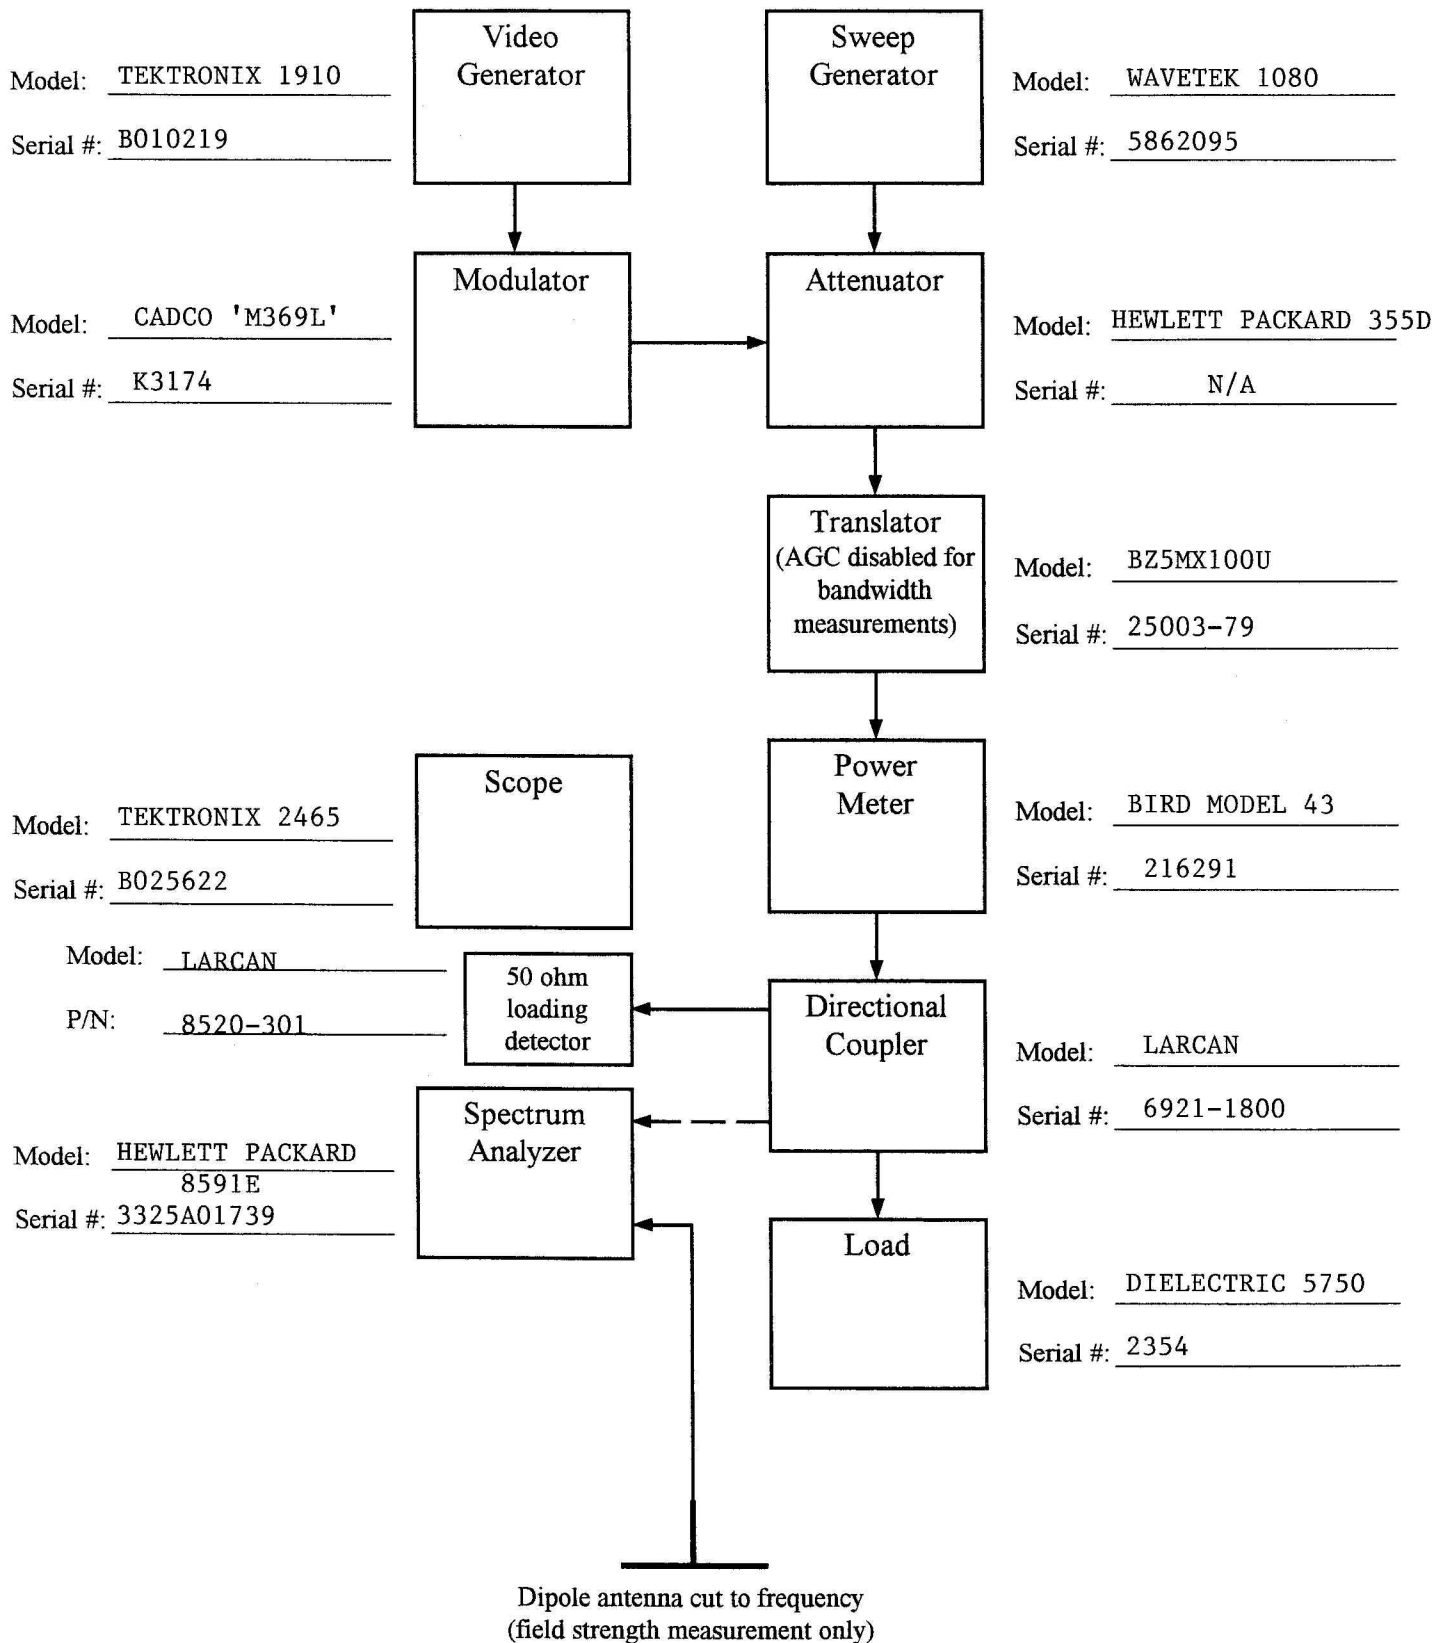 Video
Generator
Model: TEKTRONIX 1910
Serial #: B010219
Sweep
Generator
Model: WAVETEK 1080
Serial #: 5862095
Modulator
Model: CADCO 'M369L'
Serial #: K3174
Attenuator
Model: HEWLETT PACKARD 355D
Serial #: N/A
Translator
(AGC disabled for
bandwidth
measurements)
Model: BZ5MX100U
Serial #: 25003-79
Scope
Model: TEKTRONIX 2465
Serial #: B025622
Power
Meter
Model: BIRD MODEL 43
Serial #: 216291
Model: LARCAN
P/N: 8520-301
50 ohm
loading
detector
Directional
Coupler
Model: LARCAN
Serial #: 6921-1800
Spectrum
Analyzer
Model: HEWLETT PACKARD
8591E
Serial #: 3325A01739
Load
Model: DIELECTRIC 5750
Serial #: 2354
Dipole antenna cut to frequency
(field strength measurement only)